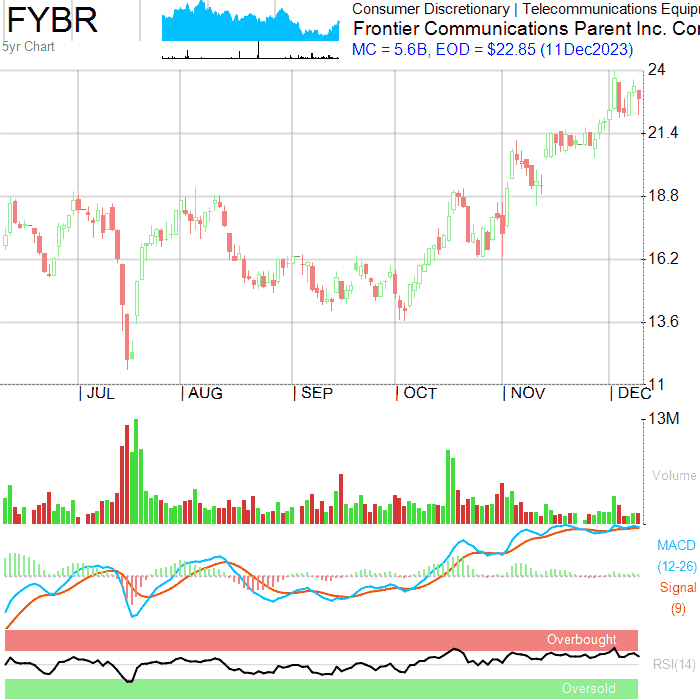 FYBR
5yr Chart
Consumer Discretionary | Telecommunications Equip
Frontier Communications Parent Inc. Co
MC = 5.6B, EOD = $22.85 (11Dec2023)
24
21.4
18.8
16.2
13.6
11
| JUL | AUG | SEP | OCT | NOV | DEC
13M
Volume
MACD
(12-26)
Signal
(9)
Overbought
RSI(14)
Oversold